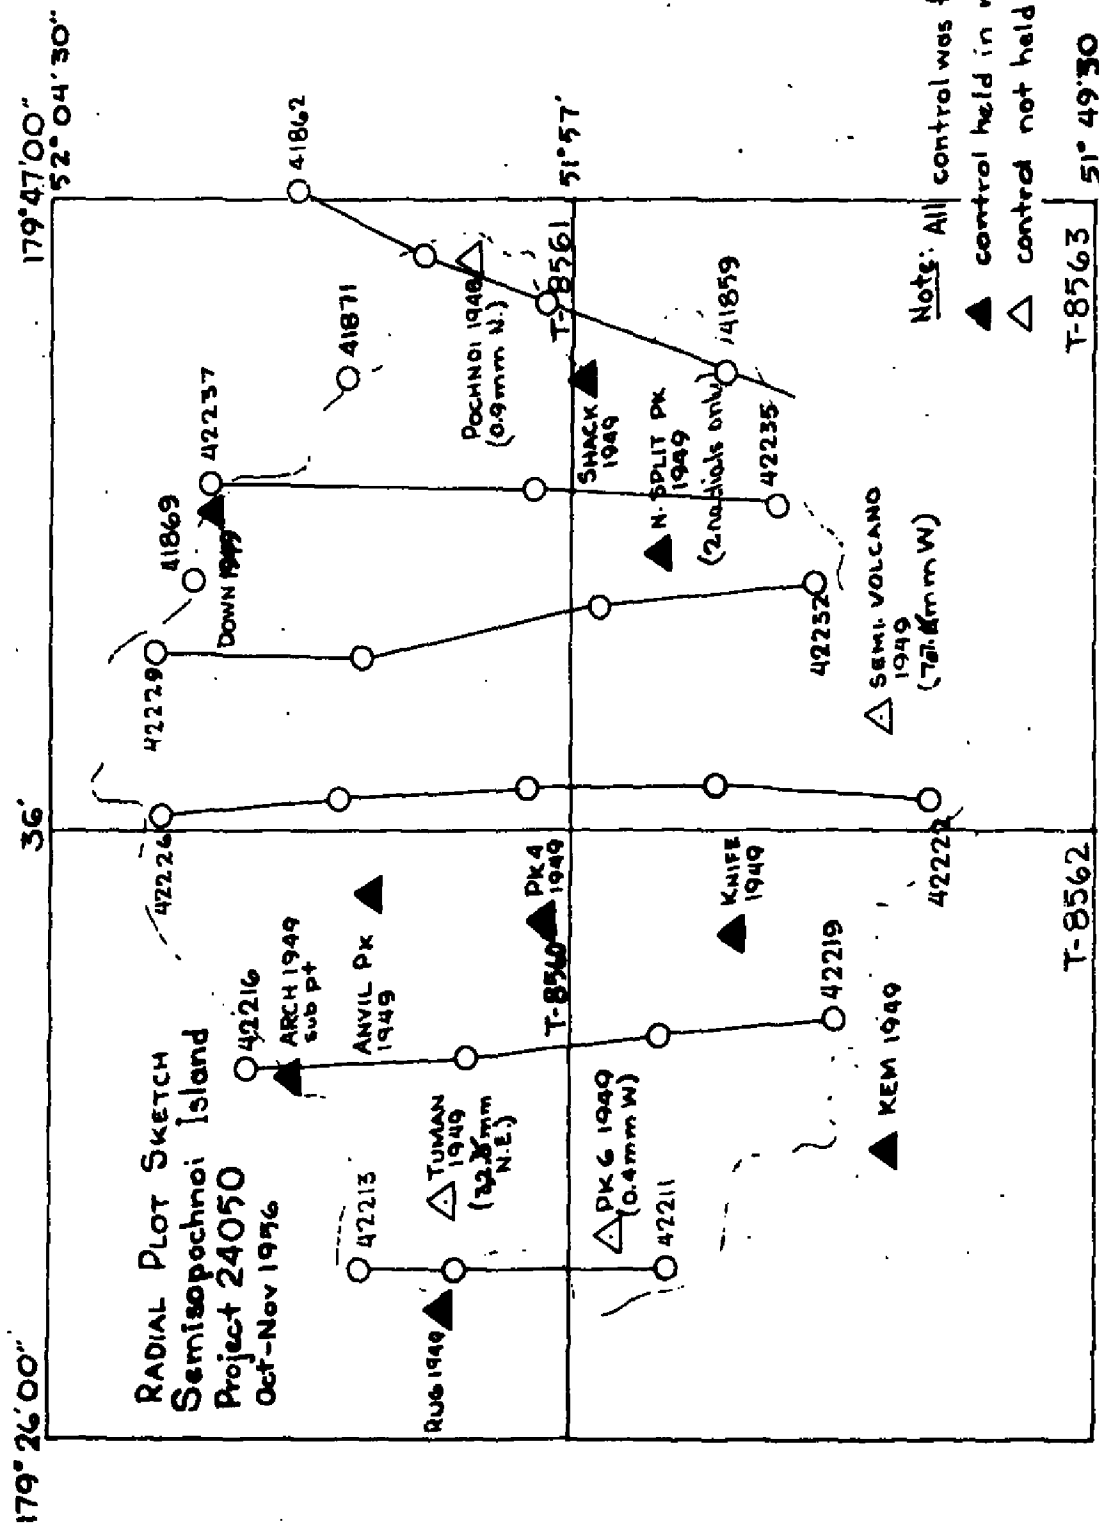 RADIAL PLOT SKETCH
Semisopochnoi Island
Project 24050
Oct-Nov 1956
179° 26' 00"
36'
179° 47' 00"
52° 04' 30"
51° 57'
51° 49' 30
42226
42229
41869
42237
41871
41862
DOWN 1949
42216
ARCH 1949
sub pt
ANVIL PK
1949
42213
RUG 1949
TUMAN
1949
mm
N.E.)
PK 4
1949
T-8560
POCHNOI 1948
(0.9mm N.)
T-8561
SHACK
1949
N. SPLIT PK
1949
(2 radials only)
41859
42235
42232
PK 6 1949
(0.4mm W)
42211
KNIFE
1949
42219
KEM 1949
42222
SEMI. VOLCANO
1949
mm W)
T-8562
T-8563
Note: All control was
control held in
control not held